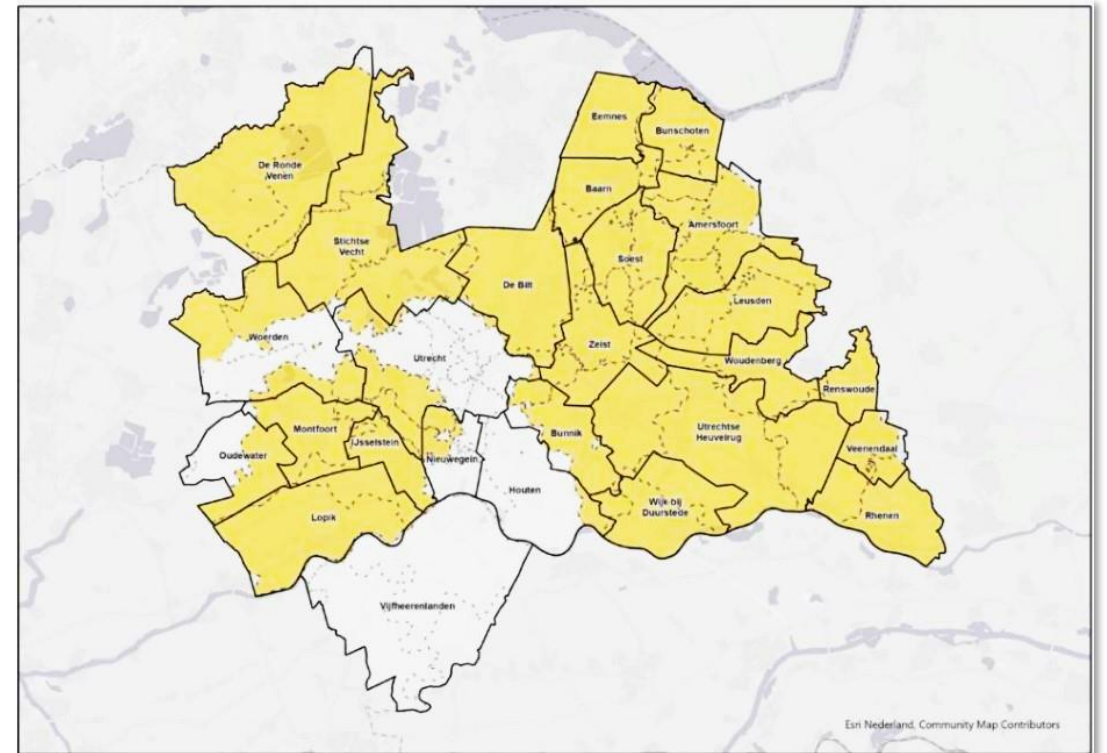 Eemnes
Bunschoten
De Ronde
Venen
Baarn
Amersfoort
Stichtse
Vecht
Soest
De Bilt
Leusden
Woerden
Zeist
Utrecht
Woudenberg
Renswoude
Montfoort
Utrechtse
Heuvelrug
Bunnik
IJsselstein
Veenendaal
Oudewater
Nieuwegein
Houten
Wijk bij
Duurstede
Lopik
Rhenen
Vijfheerenlanden
Esri Nederland, Community Map Contributors